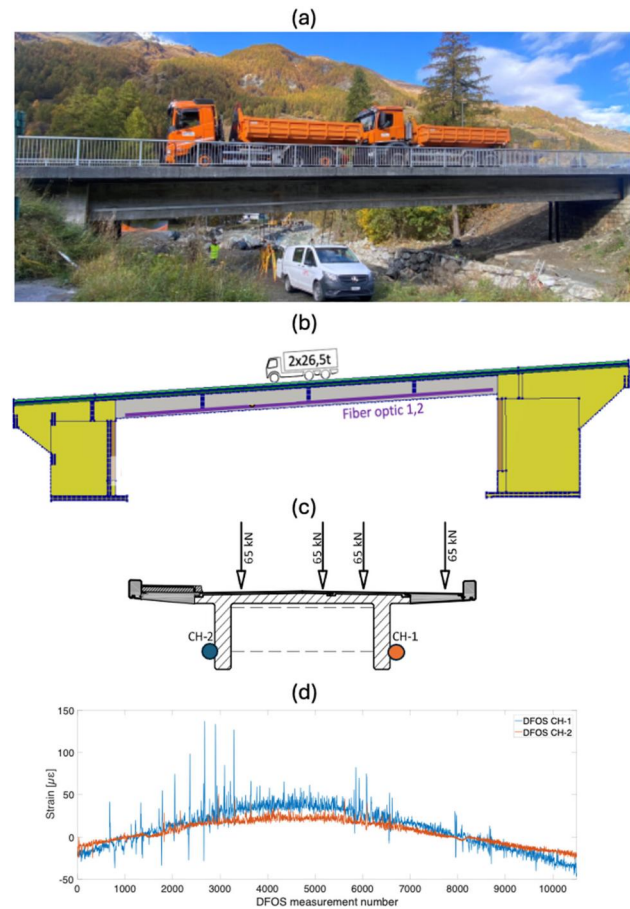 (a)
(b)
2x26,5t
Fiber optic 1,2
(c)
65 kN
65 kN
65 kN
65 kN
CH-2
CH-1
(d)
150
100
50
0
-50
Strain [με]
DFOS CH-1
DFOS CH-2
0
1000
2000
3000
4000
5000
6000
7000
8000
9000
10000
DFOS measurement number